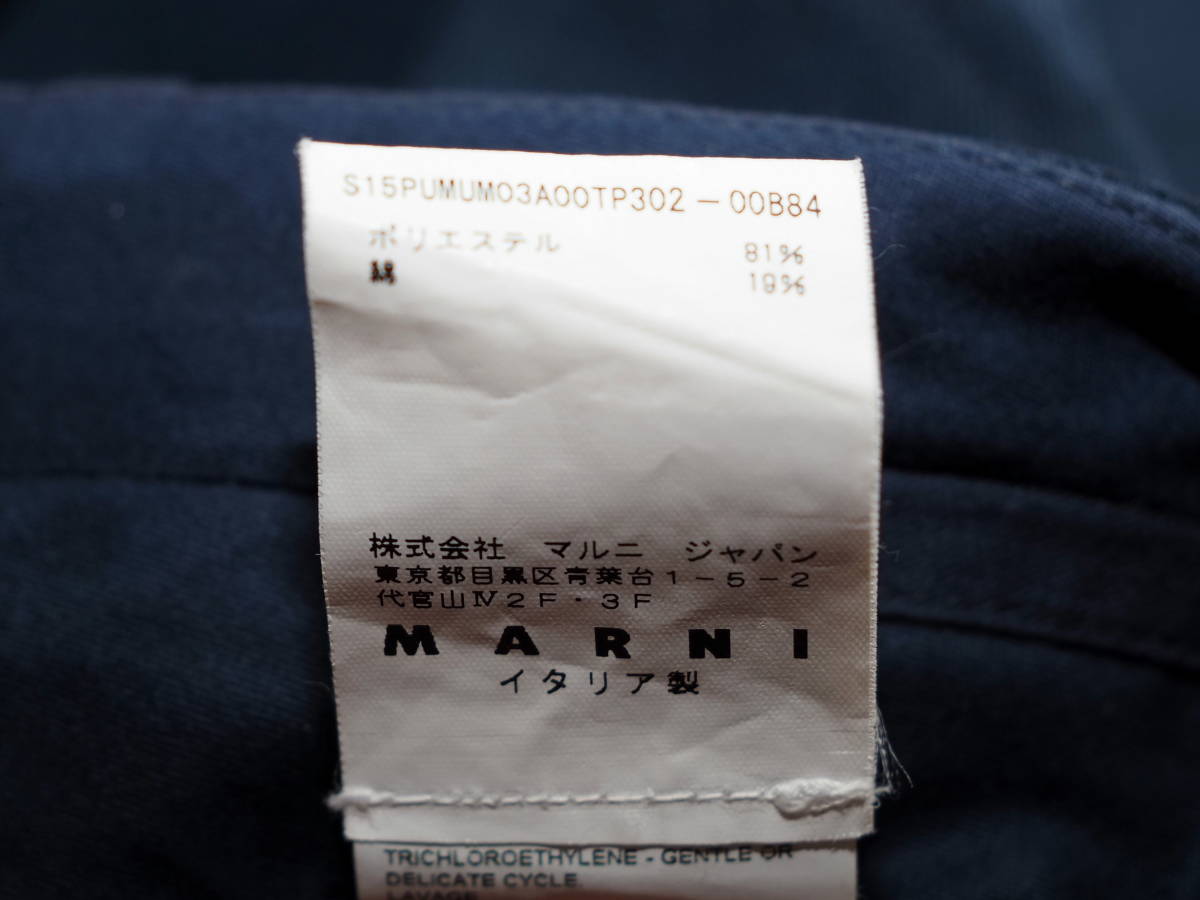 S15PUMUM03A00TP302-00B84
ポリエステル 81%
綿 19%
株式会社 マルニ ジャパン
東京都目黒区青葉台1-5-2
代官山Ⅳ2F・3F
MARNI
イタリア製
TRICHLOROETHYLENE - GENTLE OR
DELICATE CYCLE.
LAVAGE